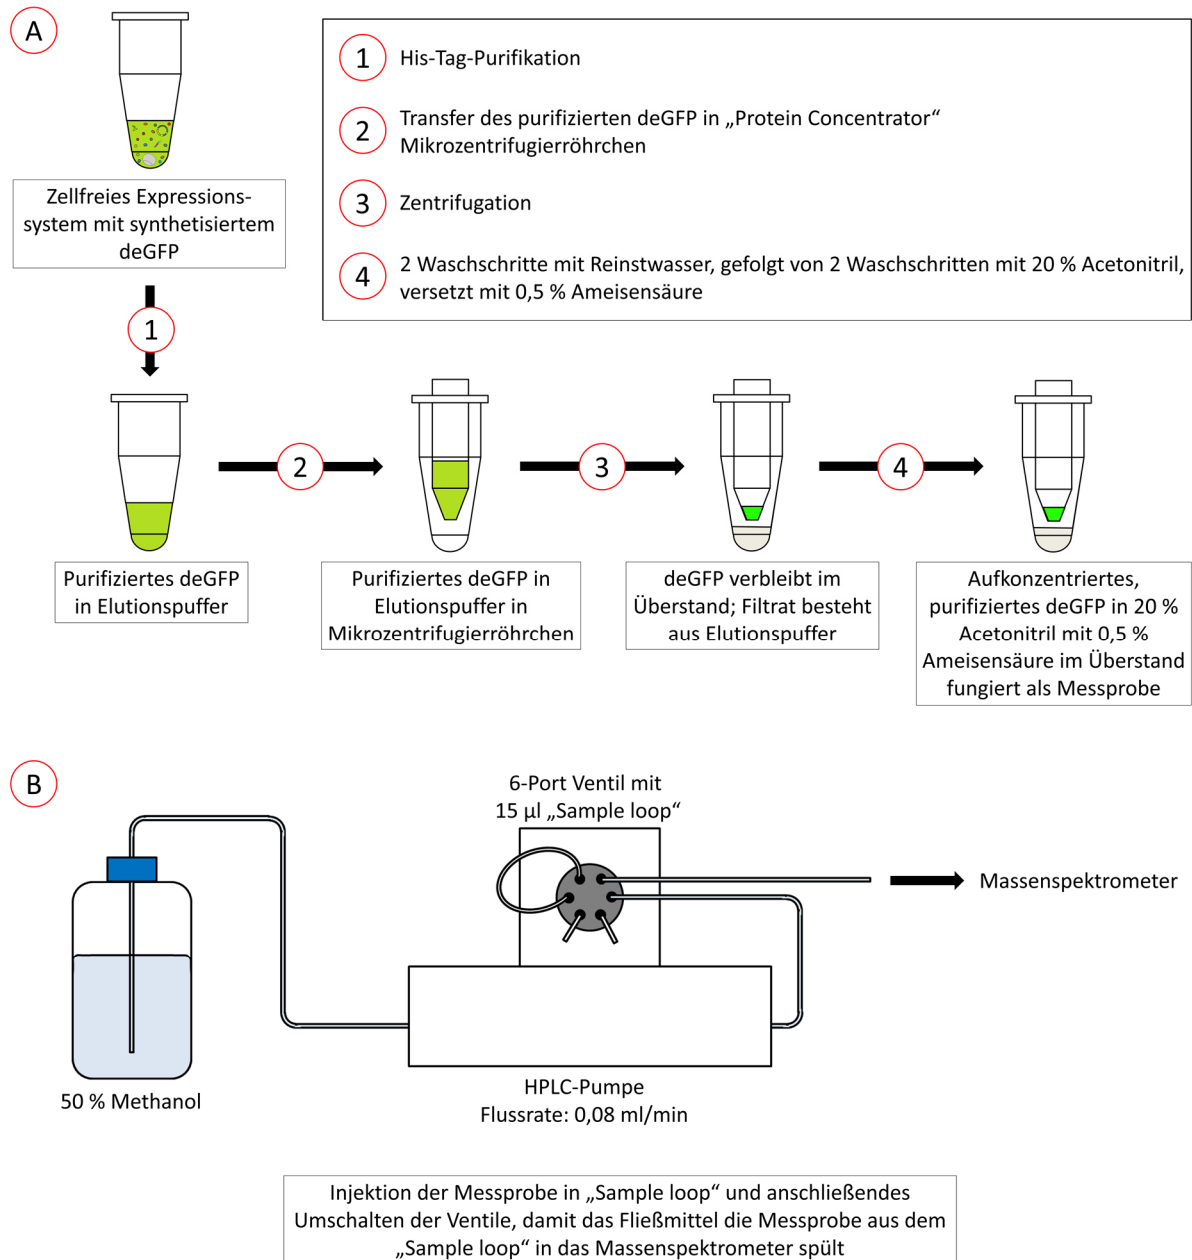 A
1 His-Tag-Purifikation
2 Transfer des purifizierten deGFP in „Protein Concentrator“
Mikrozentrifugierröhrchen
3 Zentrifugation
4 2 Waschschritte mit Reinstwasser, gefolgt von 2 Waschschritten mit 20 % Acetonitril,
versetzt mit 0,5 % Ameisensäure
Zellfreies Expressions-
system mit synthetisiertem
deGFP
1
2
3
4
Purifiziertes deGFP
in Elutionspuffer
Purifiziertes deGFP in
Elutionspuffer in
Mikrozentrifugierröhrchen
deGFP verbleibt im
Überstand; Filtrat besteht
aus Elutionspuffer
Aufkonzentriertes,
purifiziertes deGFP in 20 %
Acetonitril mit 0,5 %
Ameisensäure im Überstand
fungiert als Messprobe
B
6-Port Ventil mit
15 µl „Sample loop“
Massenspektrometer
50 % Methanol
HPLC-Pumpe
Flussrate: 0,08 ml/min
Injektion der Messprobe in „Sample loop“ und anschließendes
Umschalten der Ventile, damit das Fließmittel die Messprobe aus dem
„Sample loop“ in das Massenspektrometer spült